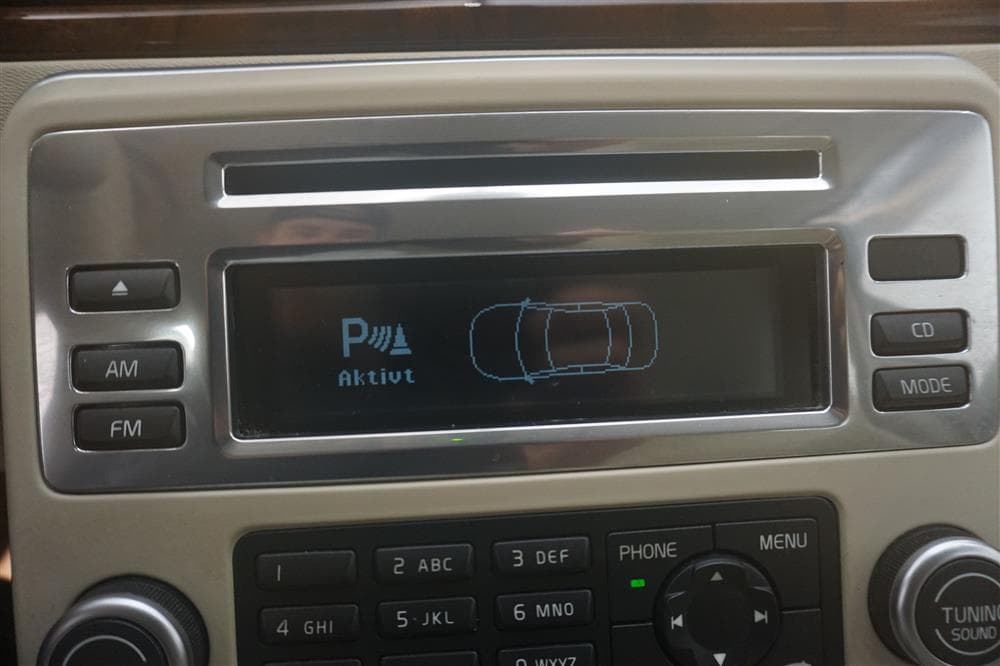 P
Aktivt
AM
FM
CD
MODE
1
2 ABC
3 DEF
4 GHI
5·JKL
6 MNO
WXYZ
PHONE
MENU
TUNING
SOUND